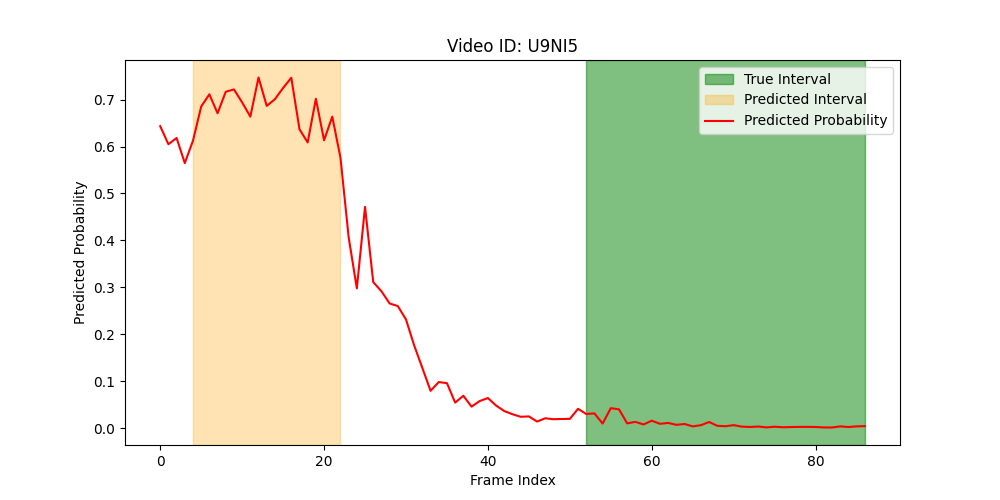 Video ID: U9NI5
True Interval
Predicted Interval
Predicted Probability
Predicted Probability
0.7
0.6
0.5
0.4
0.3
0.2
0.1
0.0
0 20 40 60 80
Frame Index